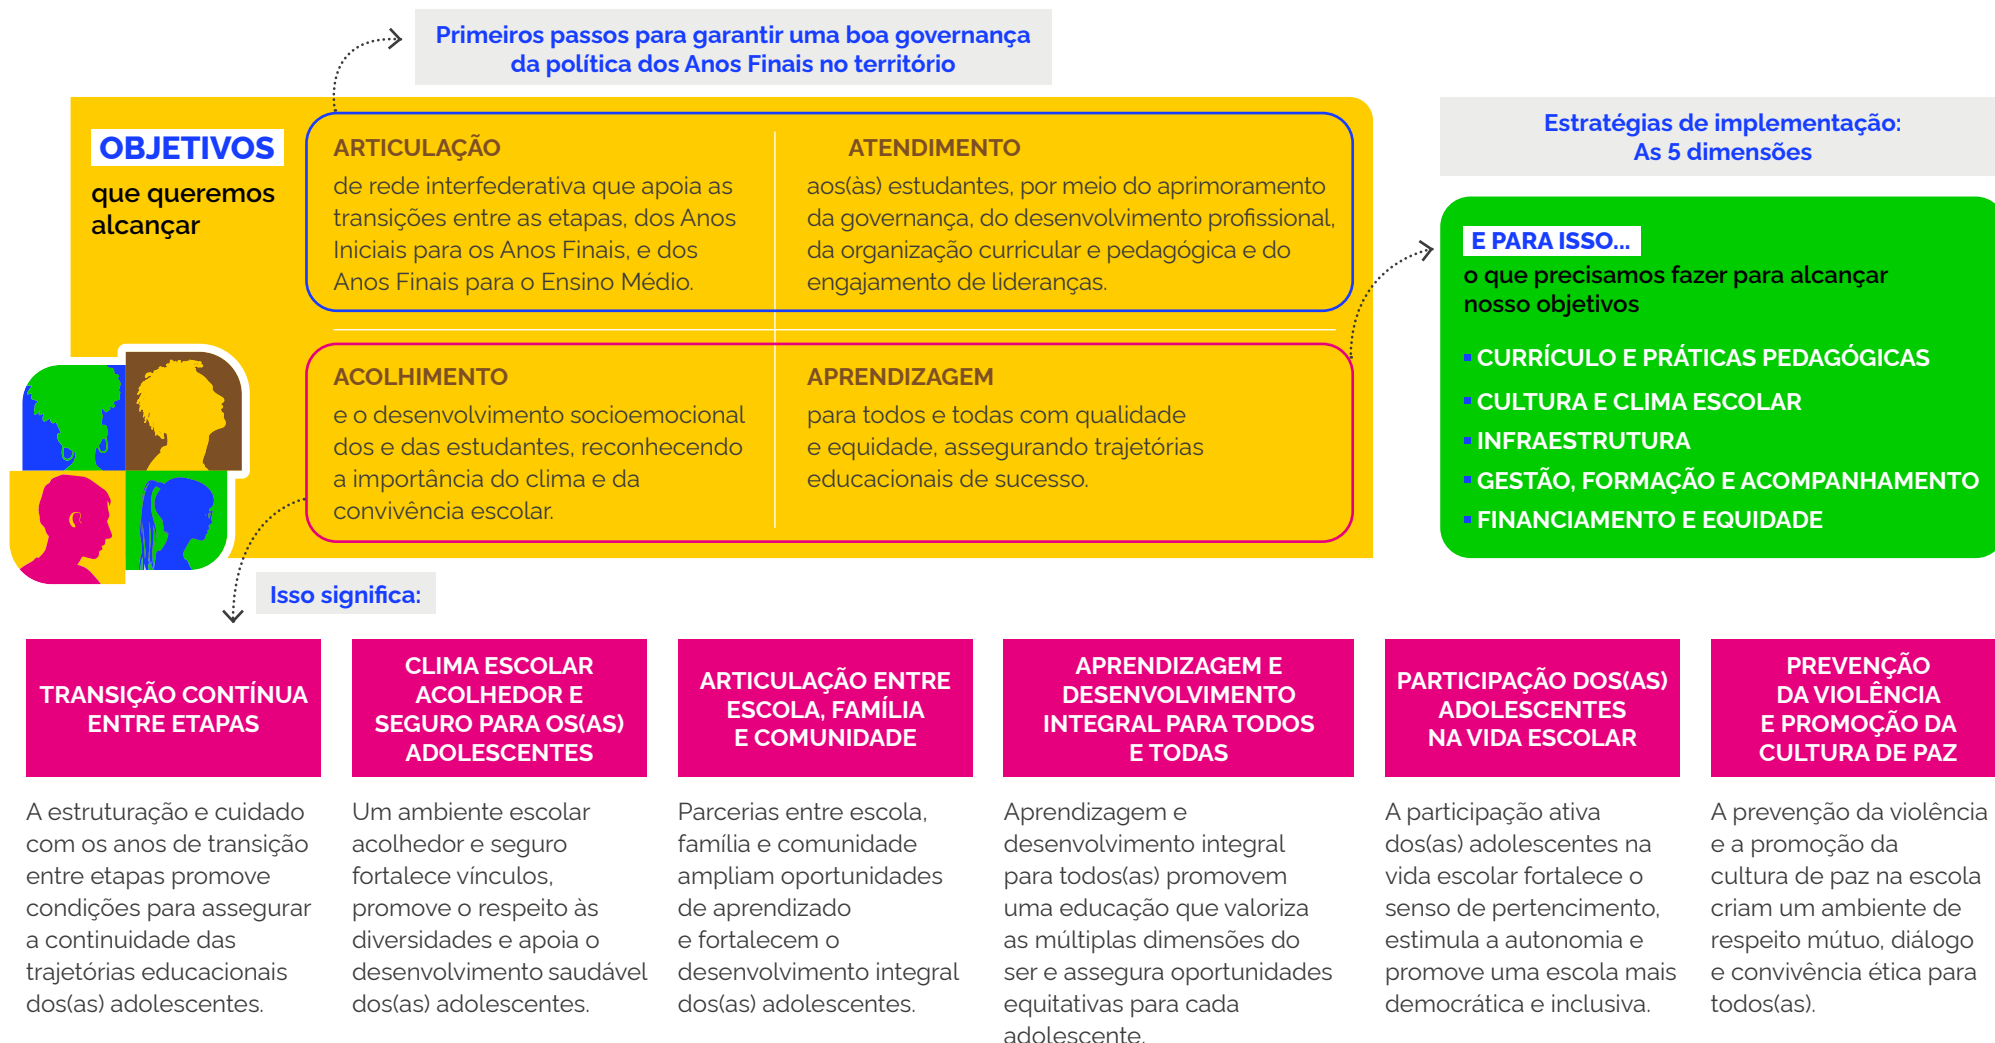 Primeiros passos para garantir uma boa governança
da política dos Anos Finais no território
OBJETIVOS
que queremos
alcançar
ARTICULAÇÃO
de rede interfederativa que apoia as
transições entre as etapas, dos Anos
Iniciais para os Anos Finais, e dos
Anos Finais para o Ensino Médio.
ATENDIMENTO
aos(às) estudantes, por meio do aprimoramento
da governança, do desenvolvimento profissional,
da organização curricular e pedagógica e do
engajamento de lideranças.
ACOLHIMENTO
e o desenvolvimento socioemocional
dos e das estudantes, reconhecendo
a importância do clima e da
convivência escolar.
APRENDIZAGEM
para todos e todas com qualidade
e equidade, assegurando trajetórias
educacionais de sucesso.
Estratégias de implementação:
As 5 dimensões
E PARA ISSO...
o que precisamos fazer para alcançar
nosso objetivos
CURRÍCULO E PRÁTICAS PEDAGÓGICAS
CULTURA E CLIMA ESCOLAR
INFRAESTRUTURA
GESTÃO, FORMAÇÃO E ACOMPANHAMENTO
FINANCIAMENTO E EQUIDADE
Isso significa:
TRANSIÇÃO CONTÍNUA
ENTRE ETAPAS
A estruturação e cuidado
com os anos de transição
entre etapas promove
condições para assegurar
a continuidade das
trajetórias educacionais
dos(as) adolescentes.
CLIMA ESCOLAR
ACOLHEDOR E
SEGURO PARA OS(AS)
ADOLESCENTES
Um ambiente escolar
acolhedor e seguro
fortalece vínculos,
promove o respeito às
diversidades e apoia o
desenvolvimento saudável
dos(as) adolescentes.
ARTICULAÇÃO ENTRE
ESCOLA, FAMÍLIA
E COMUNIDADE
Parcerias entre escola,
família e comunidade
ampliam oportunidades
de aprendizado
e fortalecem o
desenvolvimento integral
dos(as) adolescentes.
APRENDIZAGEM E
DESENVOLVIMENTO
INTEGRAL PARA TODOS
E TODAS
Aprendizagem e
desenvolvimento integral
para todos(as) promovem
uma educação que valoriza
as múltiplas dimensões do
ser e assegura oportunidades
equitativas para cada
adolescente.
PARTICIPAÇÃO DOS(AS)
ADOLESCENTES
NA VIDA ESCOLAR
A participação ativa
dos(as) adolescentes na
vida escolar fortalece o
senso de pertencimento,
estimula a autonomia e
promove uma escola mais
democrática e inclusiva.
PREVENÇÃO
DA VIOLÊNCIA
E PROMOÇÃO DA
CULTURA DE PAZ
A prevenção da violência
e a promoção da
cultura de paz na escola
criam um ambiente de
respeito mútuo, diálogo
e convivência ética para
todos(as).